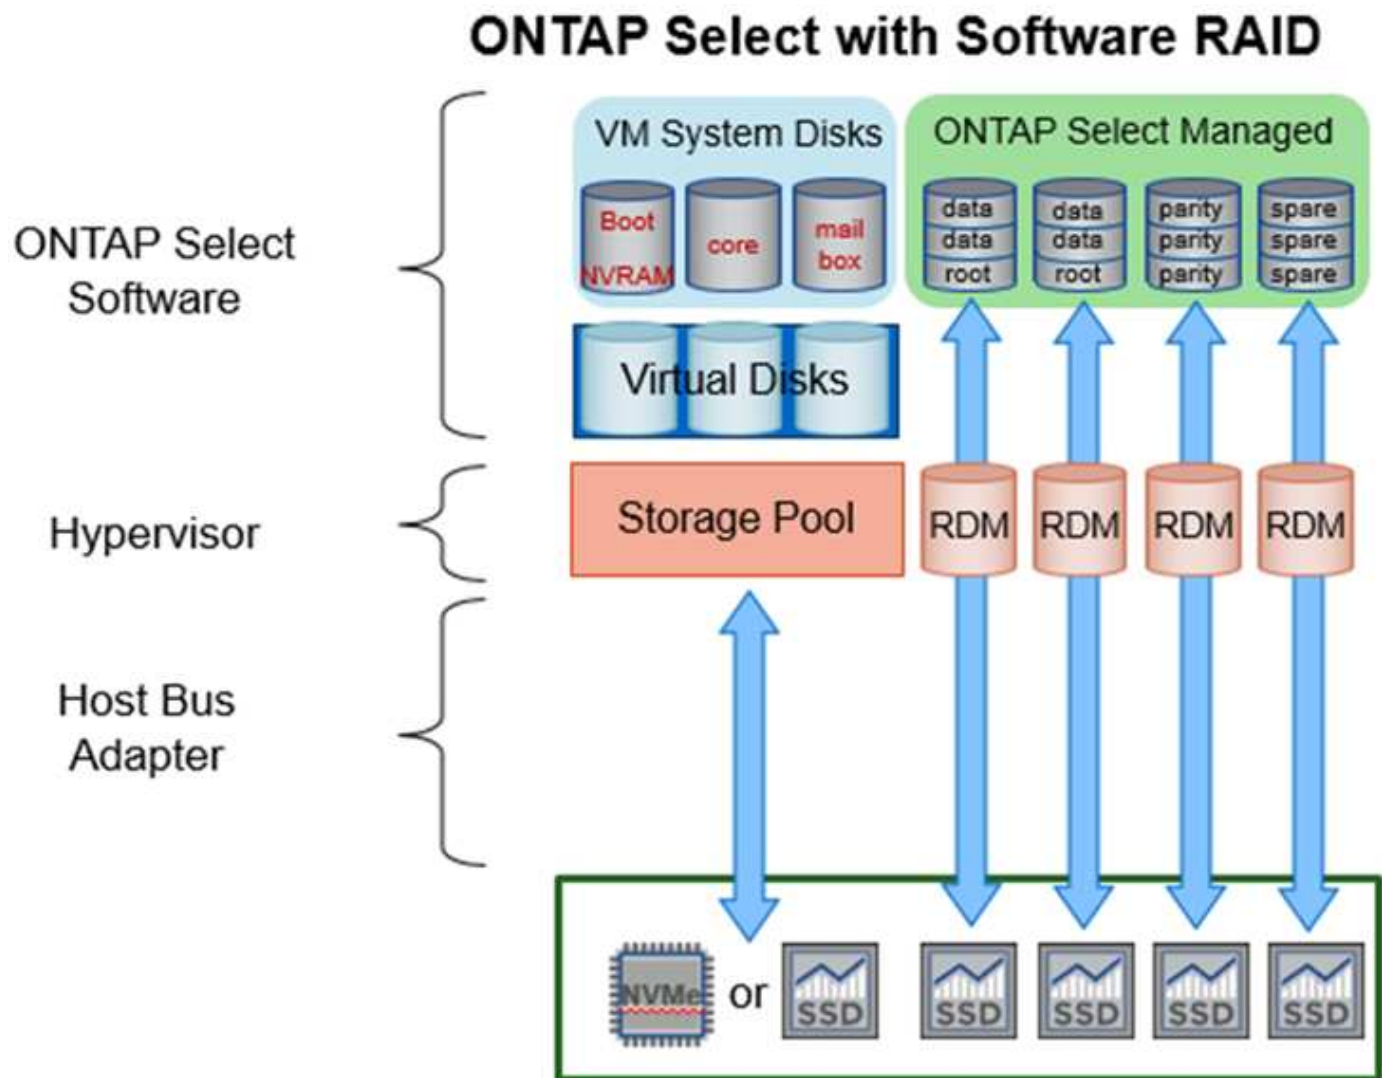 ONTAP Select with Software RAID
ONTAP Select
Software
VM System Disks
ONTAP Select Managed
Boot
NVRAM
core
mail
box
data
data
root
data
data
root
parity
parity
parity
spare
spare
spare
Virtual Disks
Hypervisor
Storage Pool
RDM
RDM
RDM
RDM
Host Bus
Adapter
NVMe
or
SSD
SSD
SSD
SSD
SSD